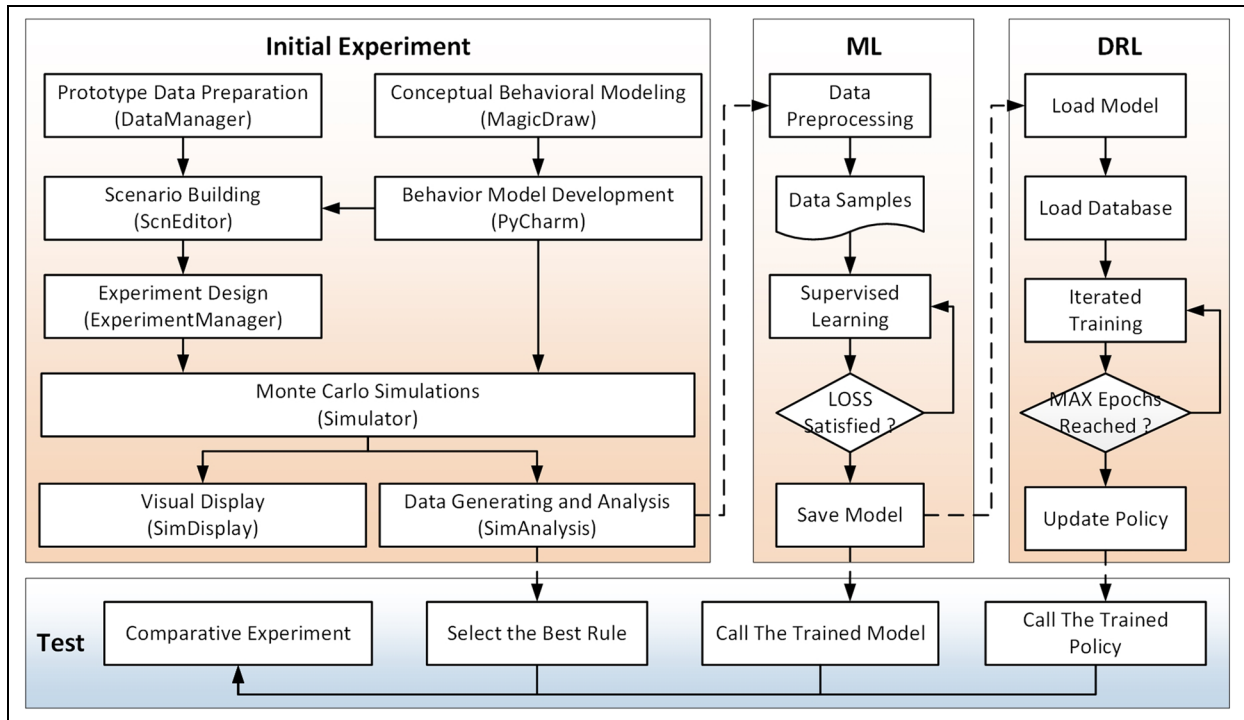 Initial Experiment
Prototype Data Preparation
(DataManager)
Conceptual Behavioral Modeling
(MagicDraw)
Scenario Building
(ScnEditor)
Behavior Model Development
(PyCharm)
Experiment Design
(ExperimentManager)
Monte Carlo Simulations
(Simulator)
Visual Display
(SimDisplay)
Data Generating and Analysis
(SimAnalysis)
ML
Data
Preprocessing
Data Samples
Supervised
Learning
LOSS
Satisfied ?
Save Model
DRL
Load Model
Load Database
Iterated
Training
MAX Epochs
Reached ?
Update Policy
Test
Comparative Experiment
Select the Best Rule
Call The Trained Model
Call The Trained
Policy